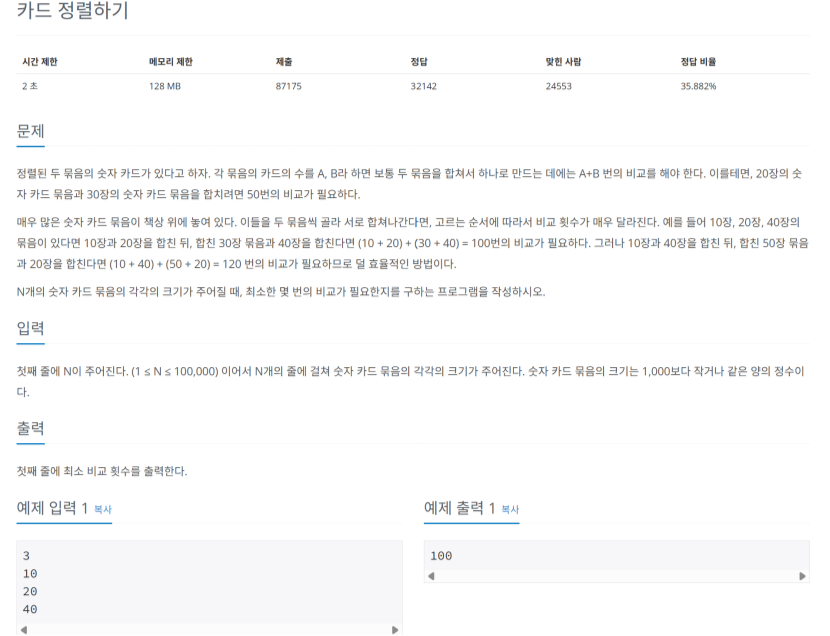 카드 정렬하기
시간 제한 메모리 제한 제출 정답 맞힌 사람 정답 비율
2 초 128 MB 87175 32142 24553 35.882%
문제
정렬된 두 묶음의 숫자 카드가 있다고 하자. 각 묶음의 카드의 수를 A, B라 하면 보통 두 묶음을 합쳐서 하나로 만드는 데에는 A+B 번의 비교를 해야 한다. 이를테면, 20장의 숫
자 카드 묶음과 30장의 숫자 카드 묶음을 합치려면 50번의 비교가 필요하다.
매우 많은 숫자 카드 묶음이 책상 위에 놓여 있다. 이들을 두 묶음씩 골라 서로 합쳐나간다면, 고르는 순서에 따라서 비교 횟수가 매우 달라진다. 예를 들어 10장, 20장, 40장의
묶음이 있다면 10장과 20장을 합친 뒤, 합친 30장 묶음과 40장을 합친다면 (10 + 20) + (30 + 40) = 100번의 비교가 필요하다. 그러나 10장과 40장을 합친 뒤, 합친 50장 묶음
과 20장을 합친다면 (10 + 40) + (50 + 20) = 120 번의 비교가 필요하므로 덜 효율적인 방법이다.
N개의 숫자 카드 묶음의 각각의 크기가 주어질 때, 최소한 몇 번의 비교가 필요한지를 구하는 프로그램을 작성하시오.
입력
첫째 줄에 N이 주어진다. (1 ≤ N ≤ 100,000) 이어서 N개의 줄에 걸쳐 숫자 카드 묶음의 각각의 크기가 주어진다. 숫자 카드 묶음의 크기는 1,000보다 작거나 같은 양의 정수이
다.
출력
첫째 줄에 최소 비교 횟수를 출력한다.
예제 입력 1 복사
3
10
20
40
예제 출력 1 복사
100